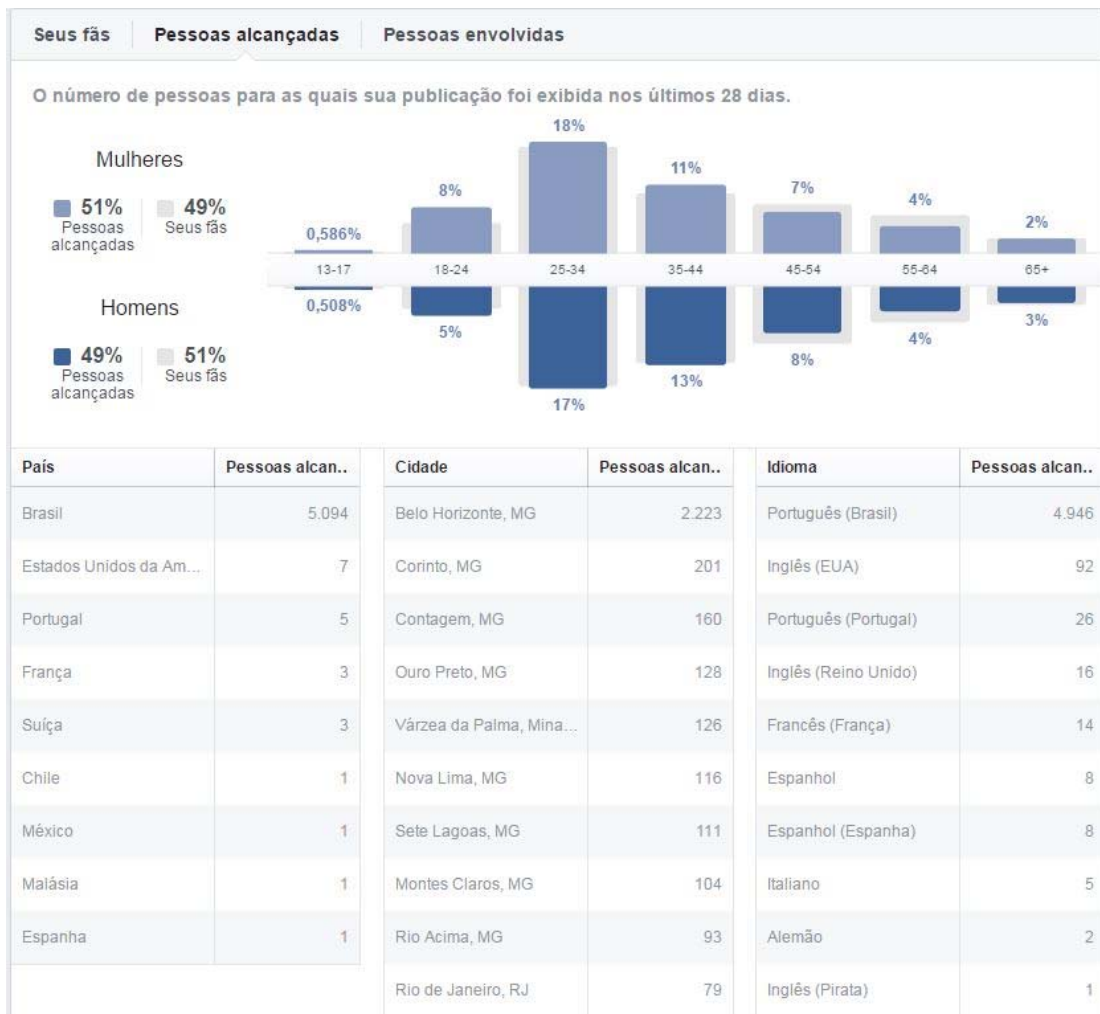 Seus fãs Pessoas alcançadas Pessoas envolvidas
O número de pessoas para as quais sua publicação foi exibida nos últimos 28 dias.
Mulheres
51% Pessoas alcançadas
49% Seus fãs
Homens
49% Pessoas alcançadas
51% Seus fãs
0,586% 8% 18% 11% 7% 4% 2%
13-17 18-24 25-34 35-44 45-54 55-64 65+
0,508% 5% 17% 13% 8% 4% 3%
País Pessoas alcan.. Cidade Pessoas alcan.. Idioma Pessoas alcan..
Brasil 5.094 Belo Horizonte, MG 2.223 Português (Brasil) 4.946
Estados Unidos da Am... 7 Corinto, MG 201 Inglês (EUA) 92
Portugal 5 Contagem, MG 160 Português (Portugal) 26
França 3 Ouro Preto, MG 128 Inglês (Reino Unido) 16
Suíça 3 Várzea da Palma, Mina... 126 Francês (França) 14
Chile 1 Nova Lima, MG 116 Espanhol 8
México 1 Sete Lagoas, MG 111 Espanhol (Espanha) 8
Malásia 1 Montes Claros, MG 104 Italiano 5
Espanha 1 Rio Acima, MG 93 Alemão 2
Rio de Janeiro, RJ 79 Inglês (Pirata) 1